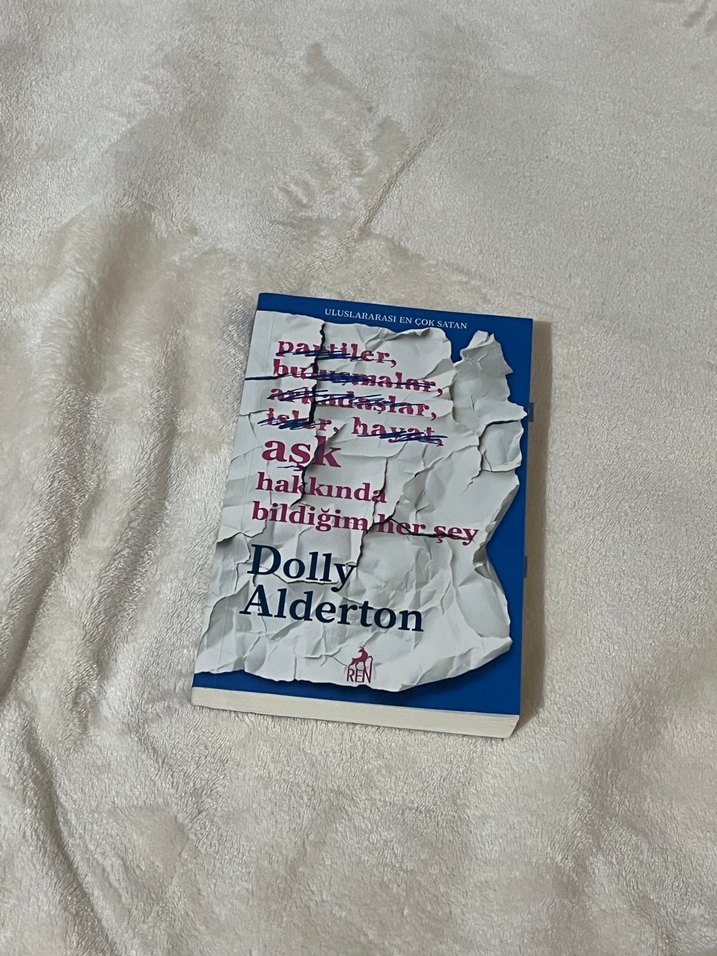 ULUSLARARASI EN ÇOK SATAN
partiler,
buluşmalar,
arkadaşlar,
işler, hayat,
aşk
hakkında
bildiğim her şey
Dolly
Alderton
REN